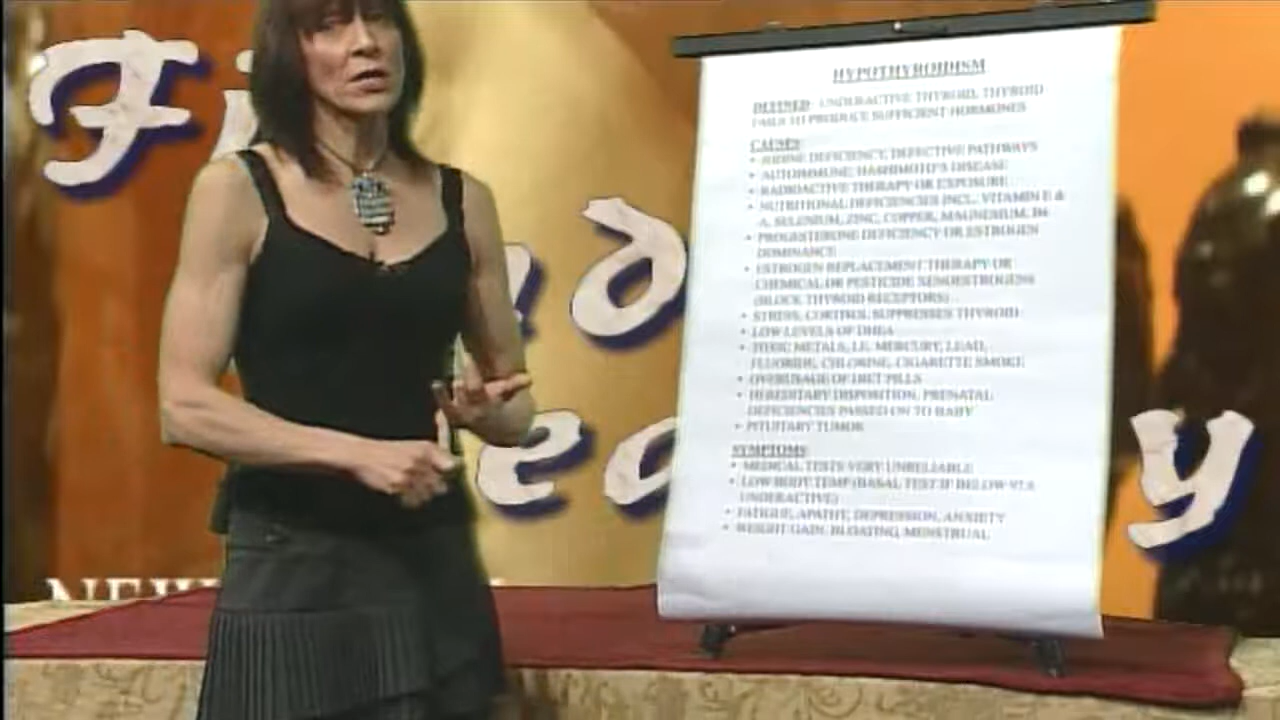 Fi
nd
ea
y
HYPOTHYROIDISM
DEFINED: UNDERACTIVE THYROID, THYROID
FAILS TO PRODUCE SUFFICIENT HORMONES
CAUSES:
• IODINE DEFICIENCY, DEFECTIVE PATHWAYS
• AUTOIMMUNE: HASHIMOTO'S DISEASE
• RADIOACTIVE THERAPY OR EXPOSURE
• NUTRITIONAL DEFICIENCIES INCL. VITAMIN E &
A, SELENIUM, ZINC, COPPER, MAGNESIUM,
• PROGESTERONE DEFICIENCY OR ESTROGEN
DOMINANCE
• ESTROGEN REPLACEMENT THERAPY OR
CHEMICAL OR PESTICIDE XENOESTROGENS
(BLOCK THYROID RECEPTORS)
• STRESS, CORTISOL SUPPRESSES THYROID
• LOW LEVELS OF DHEA
• TOXIC METALS, I.E. MERCURY, LEAD,
FLUORIDE, CHLORINE, CIGARETTE SMOKE
• OVERUSAGE OF DIET PILLS
• HEREDITARY DISPOSITION, PRENATAL
DEFICIENCIES PASSED ON TO BABY
• PITUITARY TUMOR
SYMPTOMS:
• MEDICAL TESTS VERY UNRELIABLE
• LOW BODY TEMP (BASAL TEST IF BELOW 97.8
UNDERACTIVE)
• FATIGUE, APATHY, DEPRESSION, ANXIETY
• WEIGHT GAIN, BLOATING, MENSTRUAL